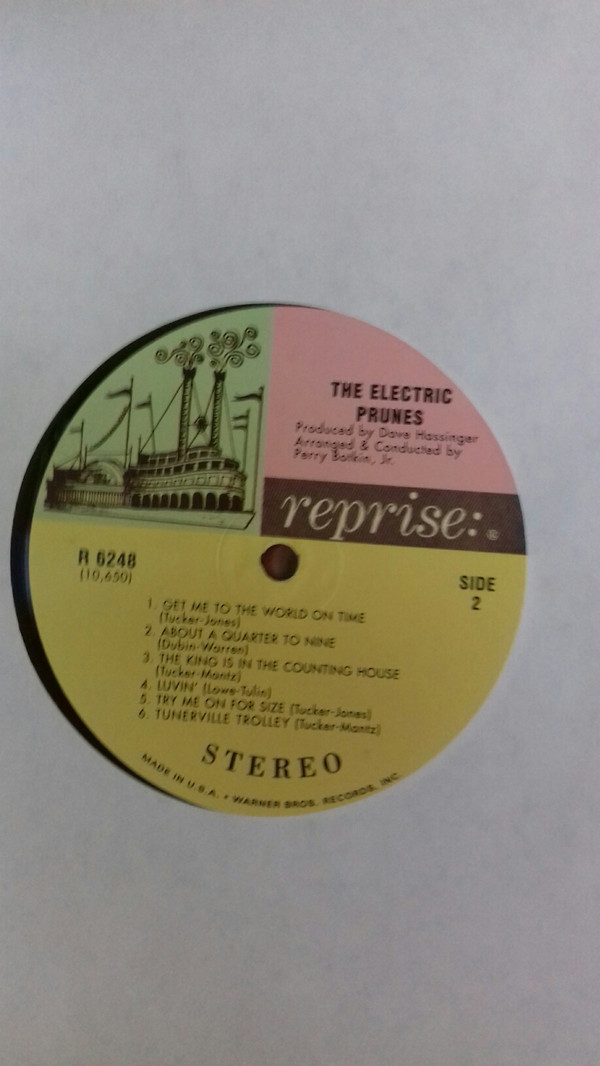 THE ELECTRIC
PRUNES
Produced by Dave Hassinger
Arranged & Conducted by
Perry Botkin, Jr.
reprise: ®
R 6248
(10,650)
SIDE
2
1. GET ME TO THE WORLD ON TIME
(Tucker-Jones)
2. ABOUT A QUARTER TO NINE
(Dubin-Warren)
3. THE KING IS IN THE COUNTING HOUSE
(Tucker-Mantz)
4. LUVIN' (Lowe-Tulin)
5. TRY ME ON FOR SIZE (Tucker-Jones)
6. TUNERVILLE TROLLEY (Tucker-Mantz)
STEREO
MADE IN U.S.A. • WARNER BROS. RECORDS, INC.